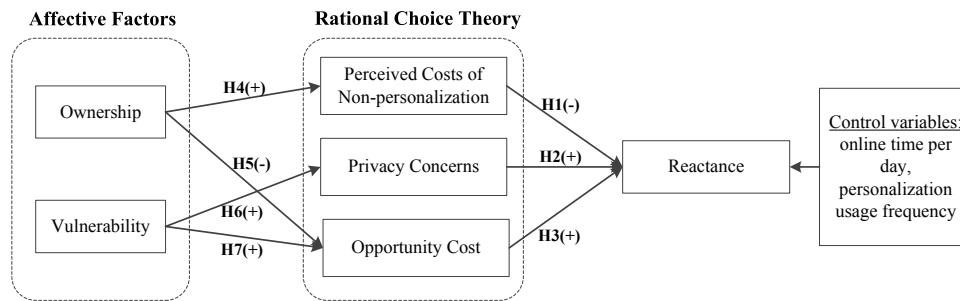 Affective Factors
Rational Choice Theory
Ownership
Vulnerability
H4(+)
H5(-)
H6(+)
H7(+)
Perceived Costs of
Non-personalization
Privacy Concerns
Opportunity Cost
H1(-)
H2(+)
H3(+)
Reactance
Control variables:
online time per
day,
personalization
usage frequency